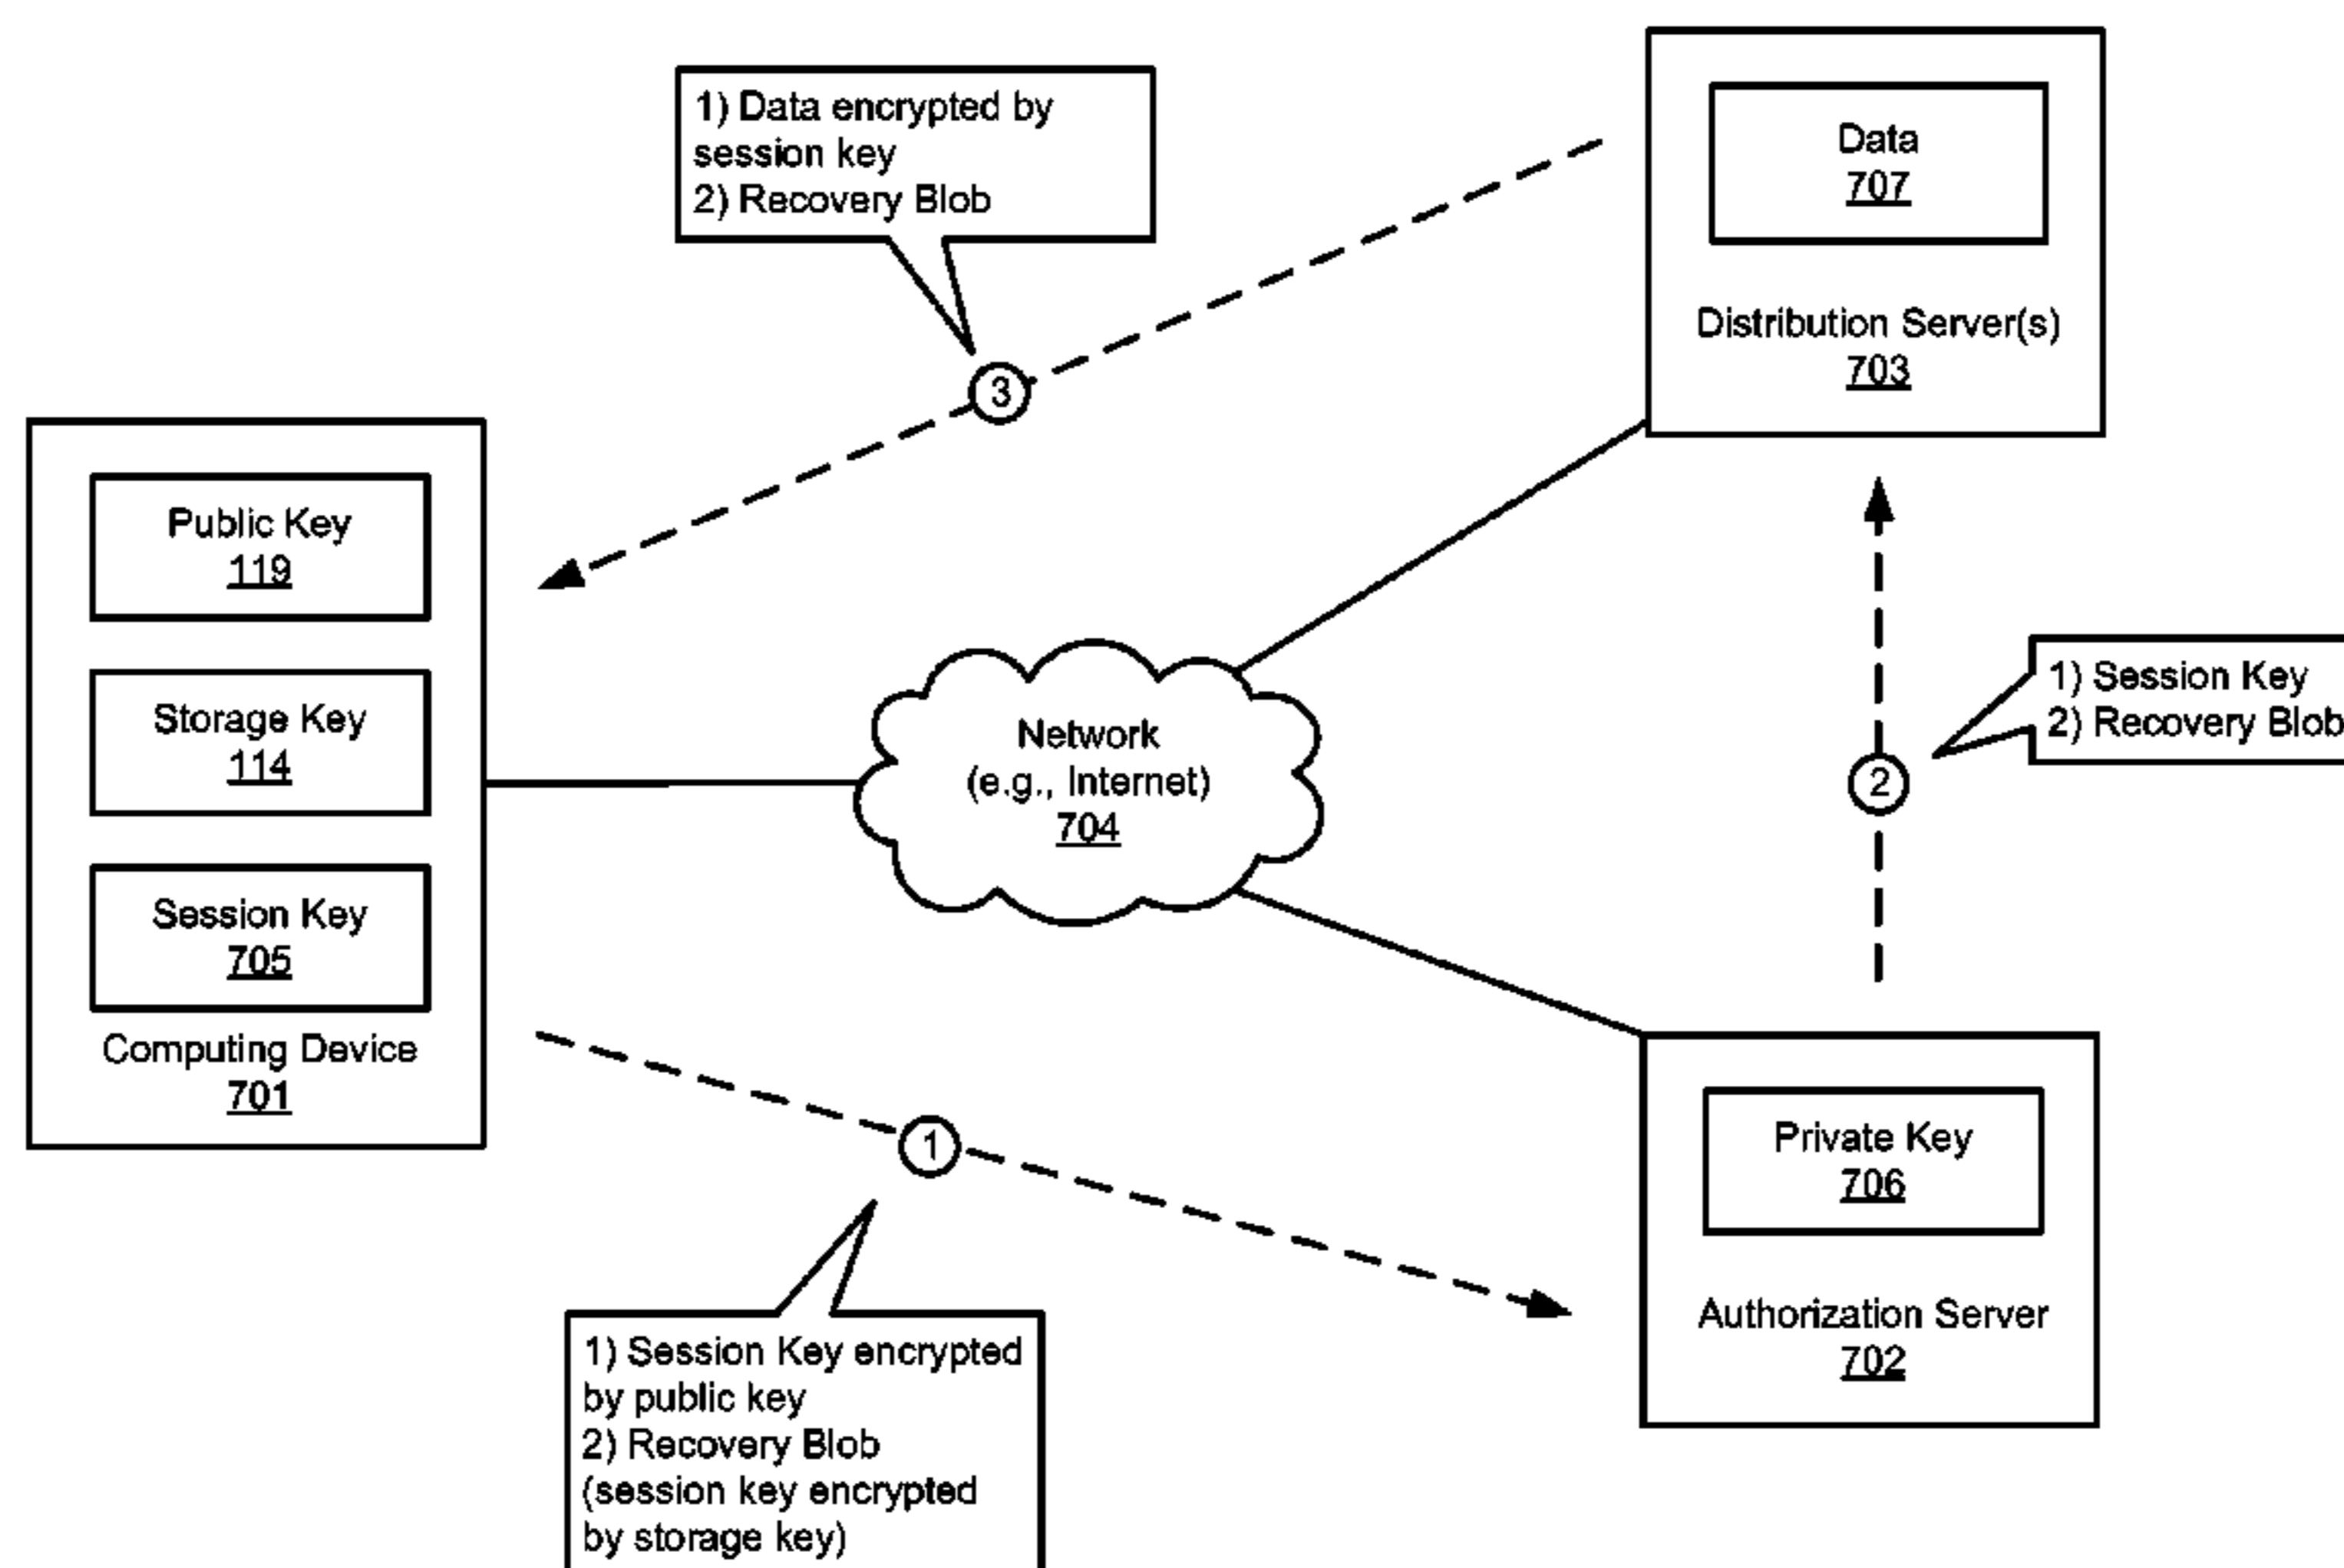 1) Data encrypted by
session key
2) Recovery Blob
Data
707
Distribution Server(s)
703
3
Public Key
119
Storage Key
114
Session Key
705
Computing Device
701
Network
(e.g., Internet)
704
1) Session Key
2) Recovery Blob
2
1
Private Key
706
Authorization Server
702
1) Session Key encrypted
by public key
2) Recovery Blob
(session key encrypted
by storage key)